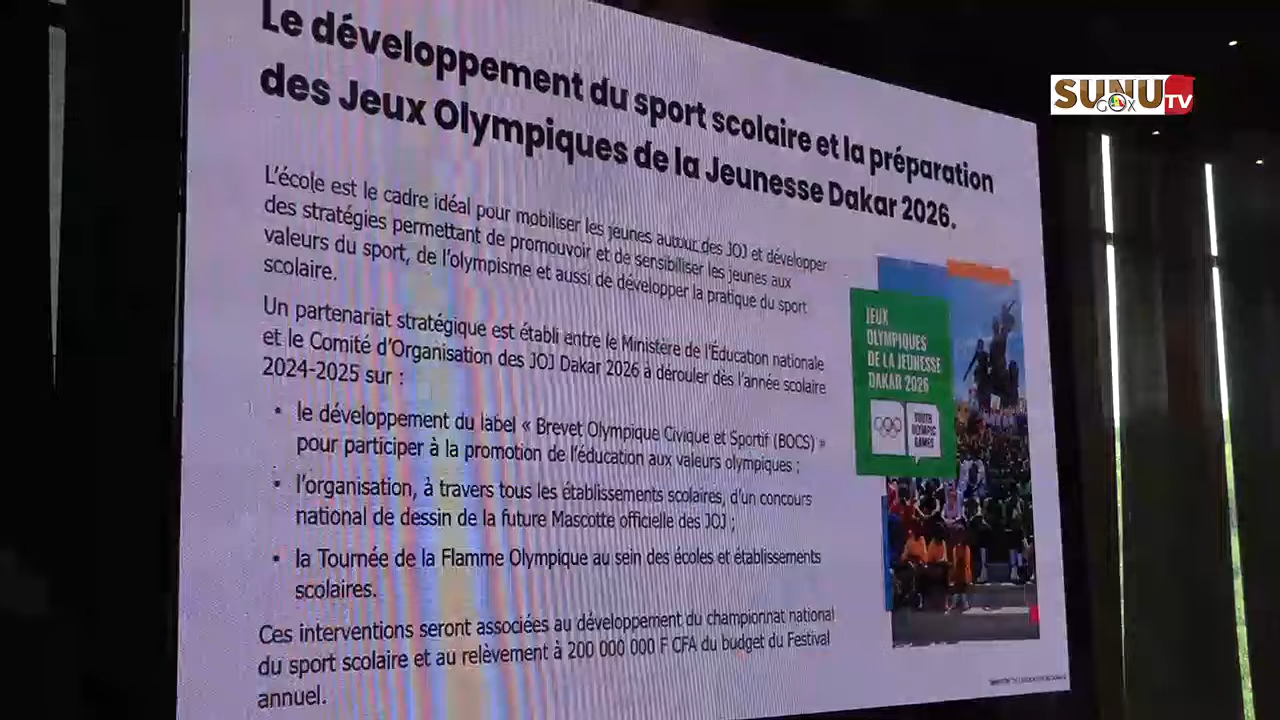 Le développement du sport scolaire et la préparation
des Jeux Olympiques de la Jeunesse Dakar 2026.
SUNU
GOX
TV
L'école est le cadre idéal pour mobiliser les jeunes autour des JOJ et développer
des stratégies permettant de promouvoir et de sensibiliser les jeunes aux
valeurs du sport, de l'olympisme et aussi de développer la pratique du sport
scolaire.
Un partenariat stratégique est établi entre le Ministère de l'Éducation nationale
et le Comité d'Organisation des JOJ Dakar 2026 à dérouler dès l'année scolaire
2024-2025 sur :
• le développement du label « Brevet Olympique Civique et Sportif (BOCS) »
pour participer à la promotion de l'éducation aux valeurs olympiques ;
• l'organisation, à travers tous les établissements scolaires, d'un concours
national de dessin de la future Mascotte officielle des JOJ ;
• la Tournée de la Flamme Olympique au sein des écoles et établissements
scolaires.
Ces interventions seront associées au développement du championnat national
du sport scolaire et au relèvement à 200 000 000 F CFA du budget du Festival
annuel.
JEUX
OLYMPIQUES
DE LA JEUNESSE
DAKAR 2026
YOUTH
OLYMPIC
GAMES